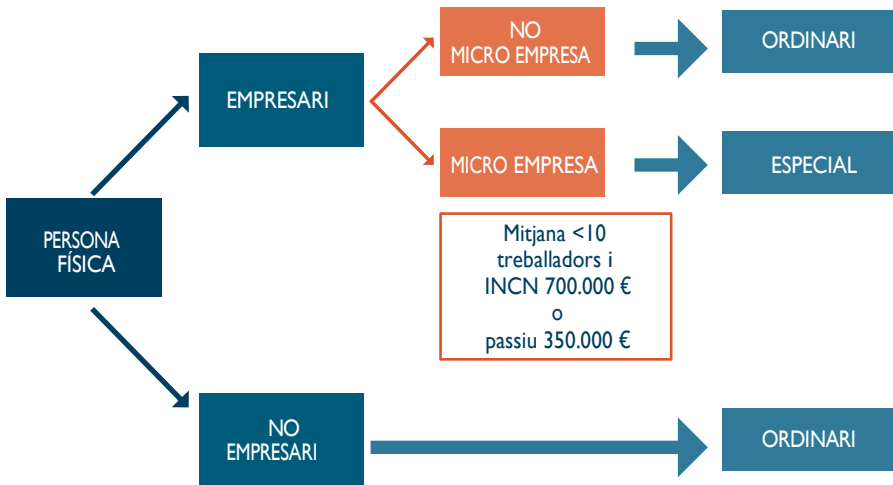 NO
MICRO EMPRESA
ORDINARI
EMPRESARI
MICRO EMPRESA
ESPECIAL
PERSONA
FÍSICA
Mitjana <10
treballadors i
INCN 700.000 €
o
passiu 350.000 €
NO
EMPRESARI
ORDINARI